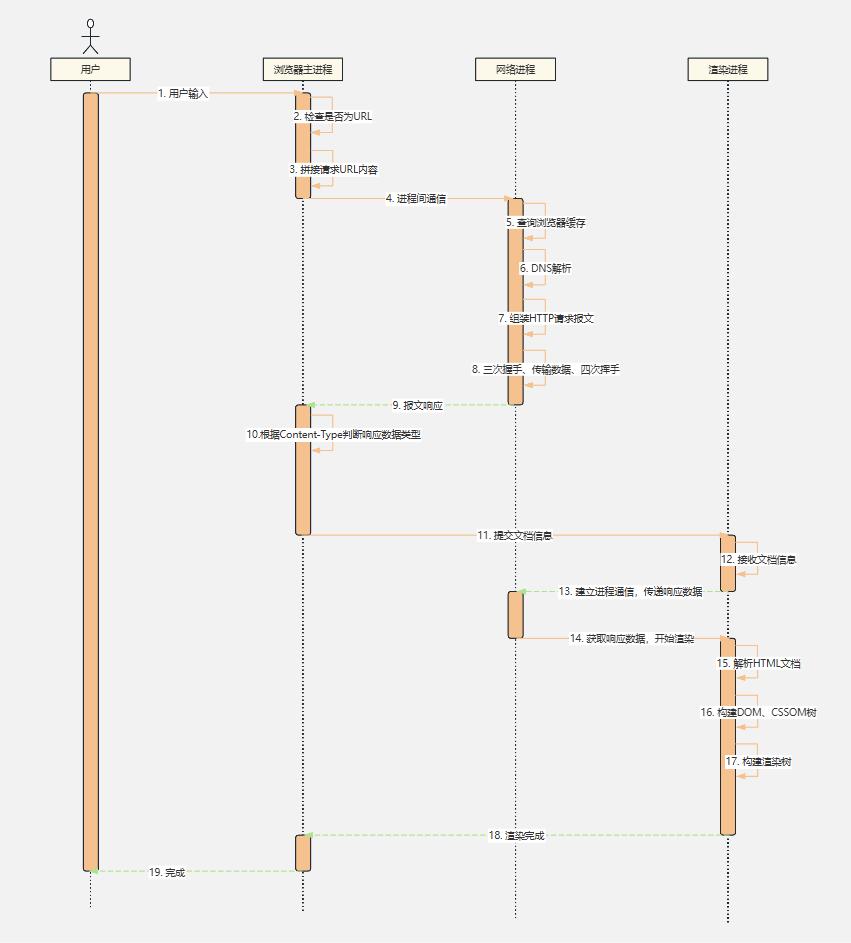 用户
浏览器主进程
网络进程
渲染进程
1. 用户输入
2. 检查是否为URL
3. 拼接请求URL内容
4. 进程间通信
5. 查询浏览器缓存
6. DNS解析
7. 组装HTTP请求报文
8. 三次握手、传输数据、四次挥手
9. 报文响应
10.根据Content-Type判断响应数据类型
11. 提交文档信息
12. 接收文档信息
13. 建立进程通信，传递响应数据
14. 获取响应数据，开始渲染
15. 解析HTML文档
16. 构建DOM、CSSOM树
17. 构建渲染树
18. 渲染完成
19. 完成